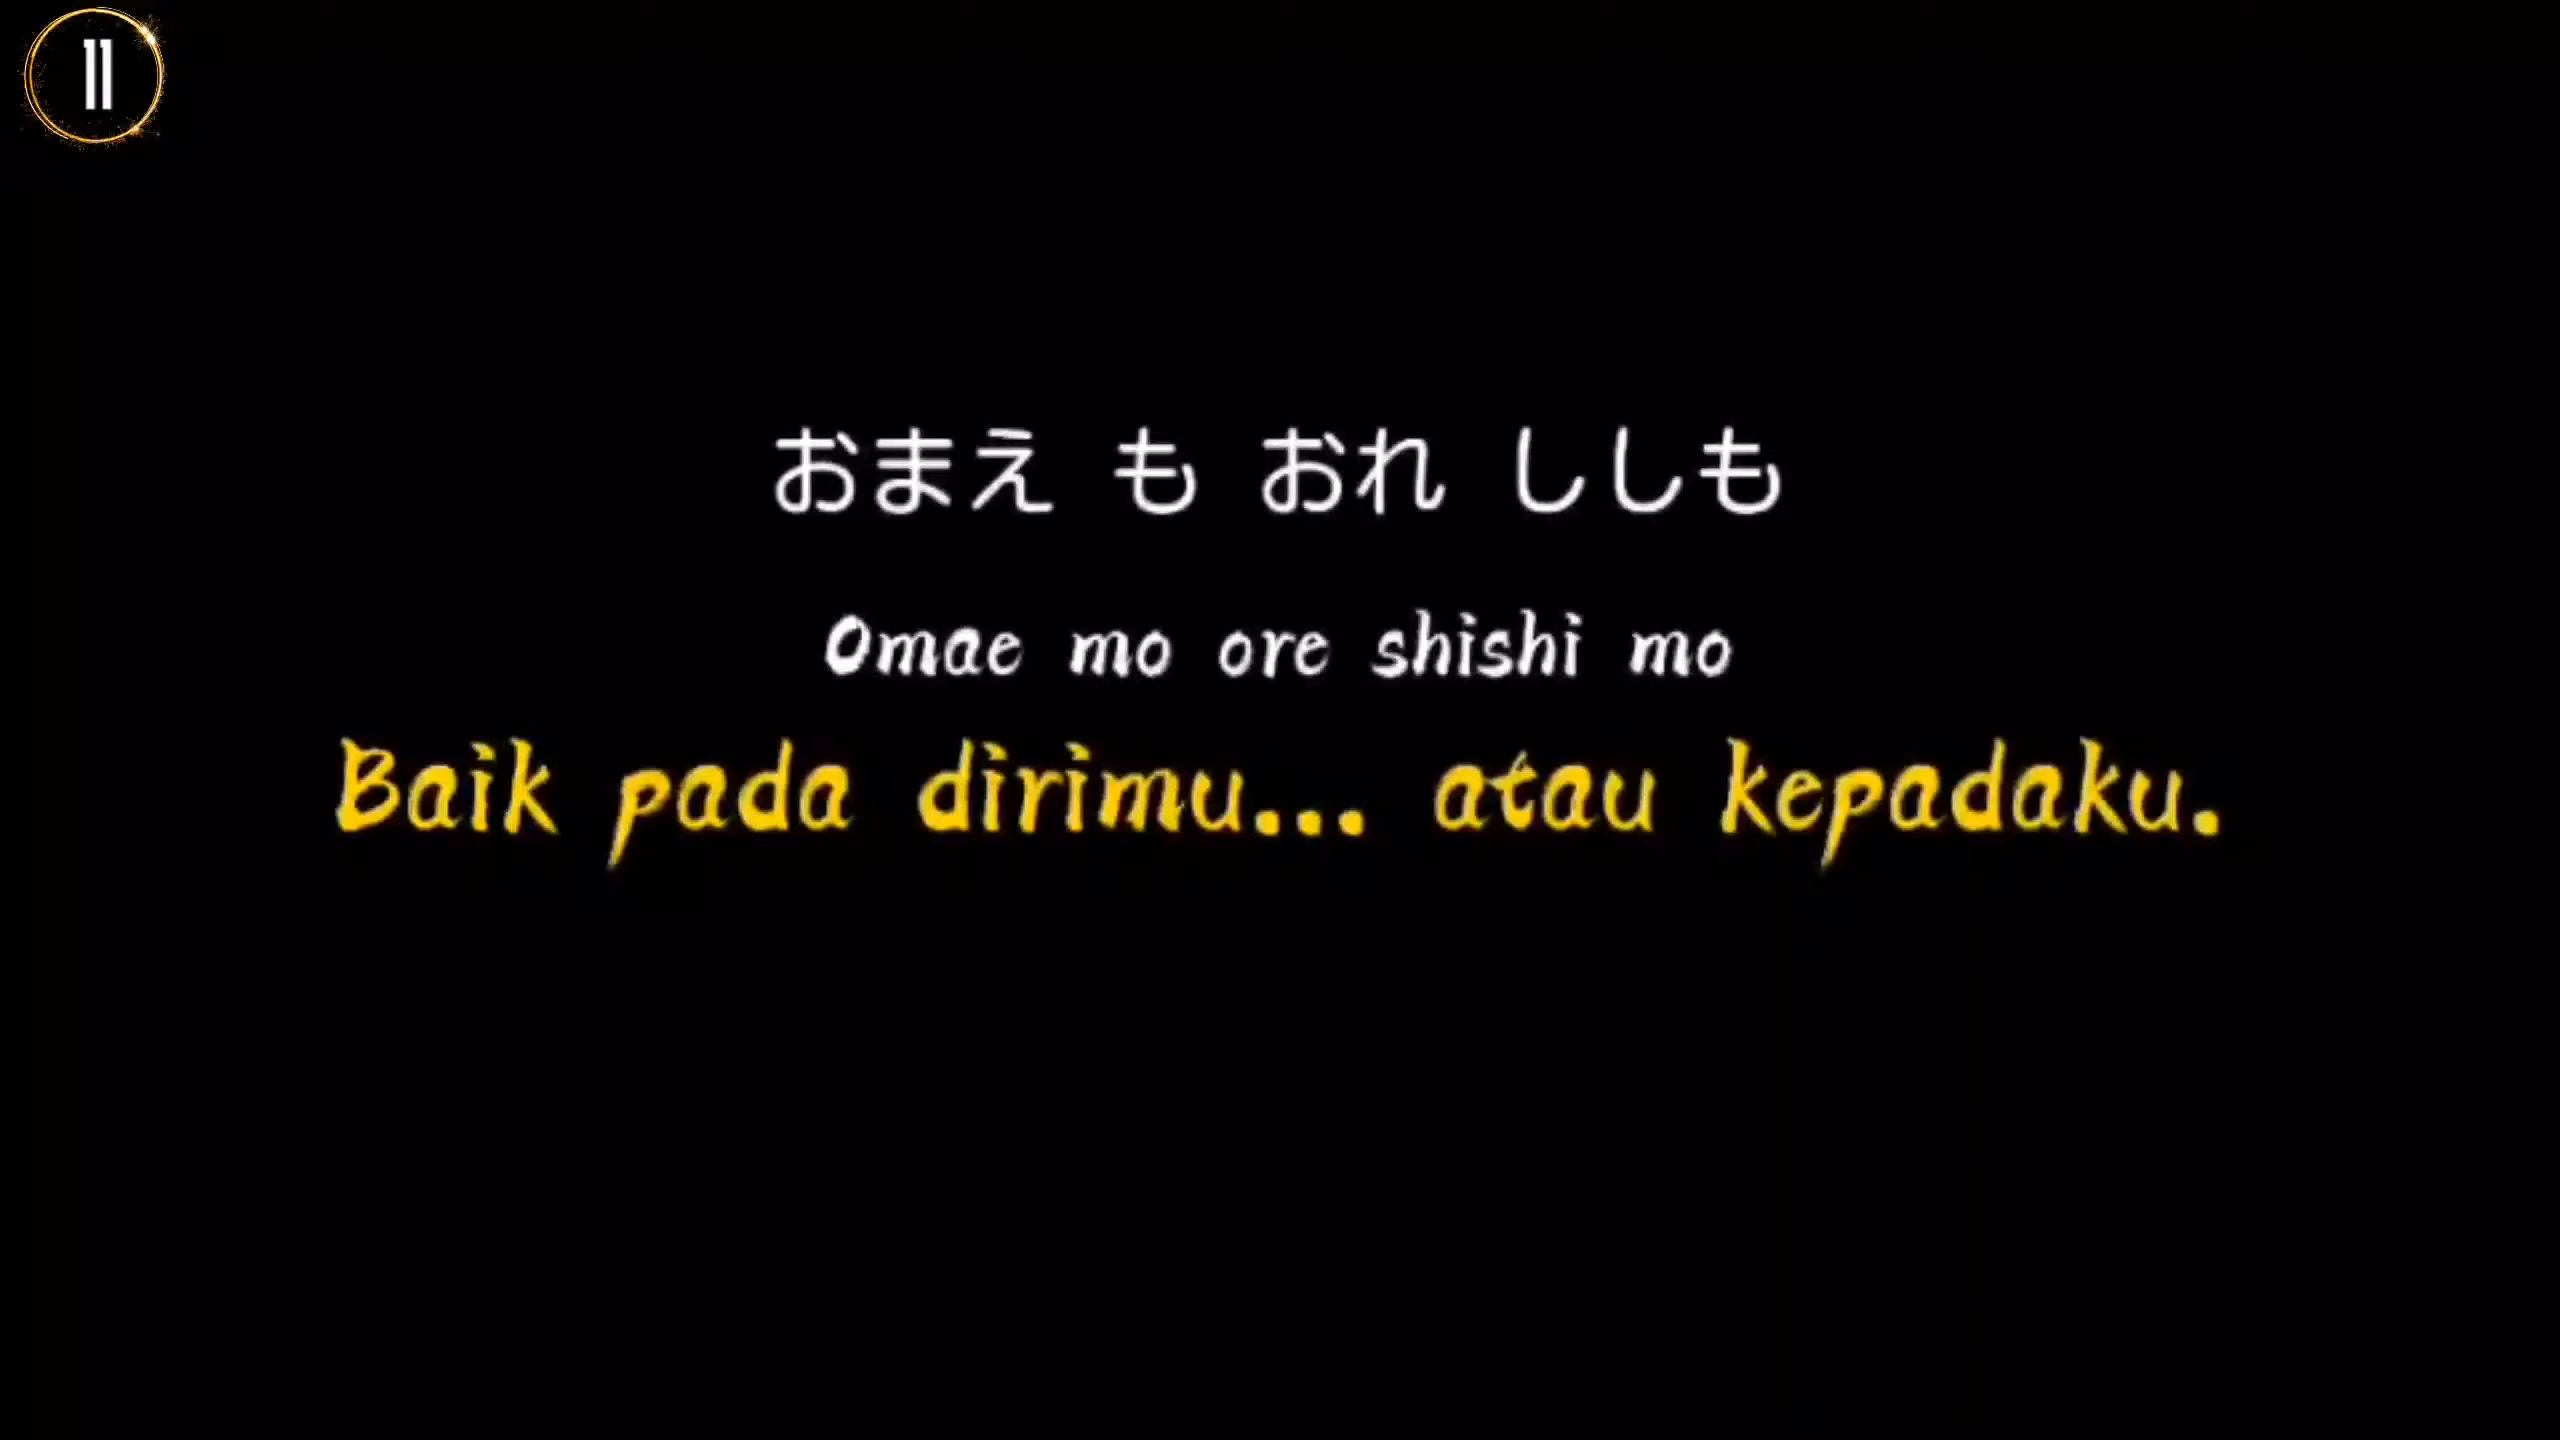 11
おまえ も おれ ししも
Omae mo ore shishi mo
Baik pada dirimu... atau kepadaku.